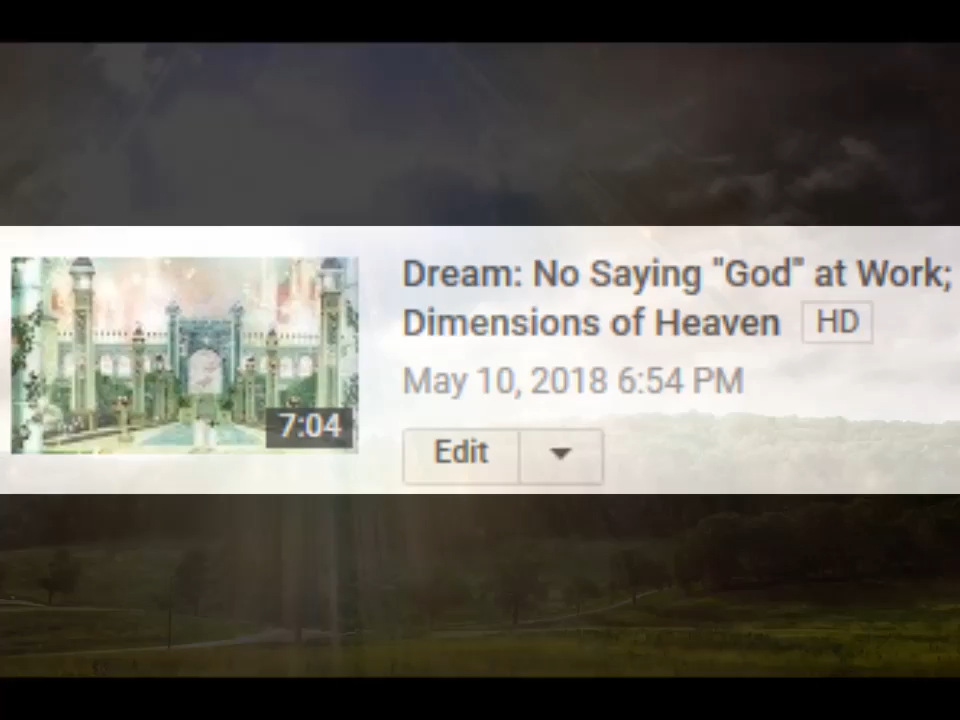 Dream: No Saying "God" at Work;
Dimensions of Heaven HD
May 10, 2018 6:54 PM
7:04
Edit